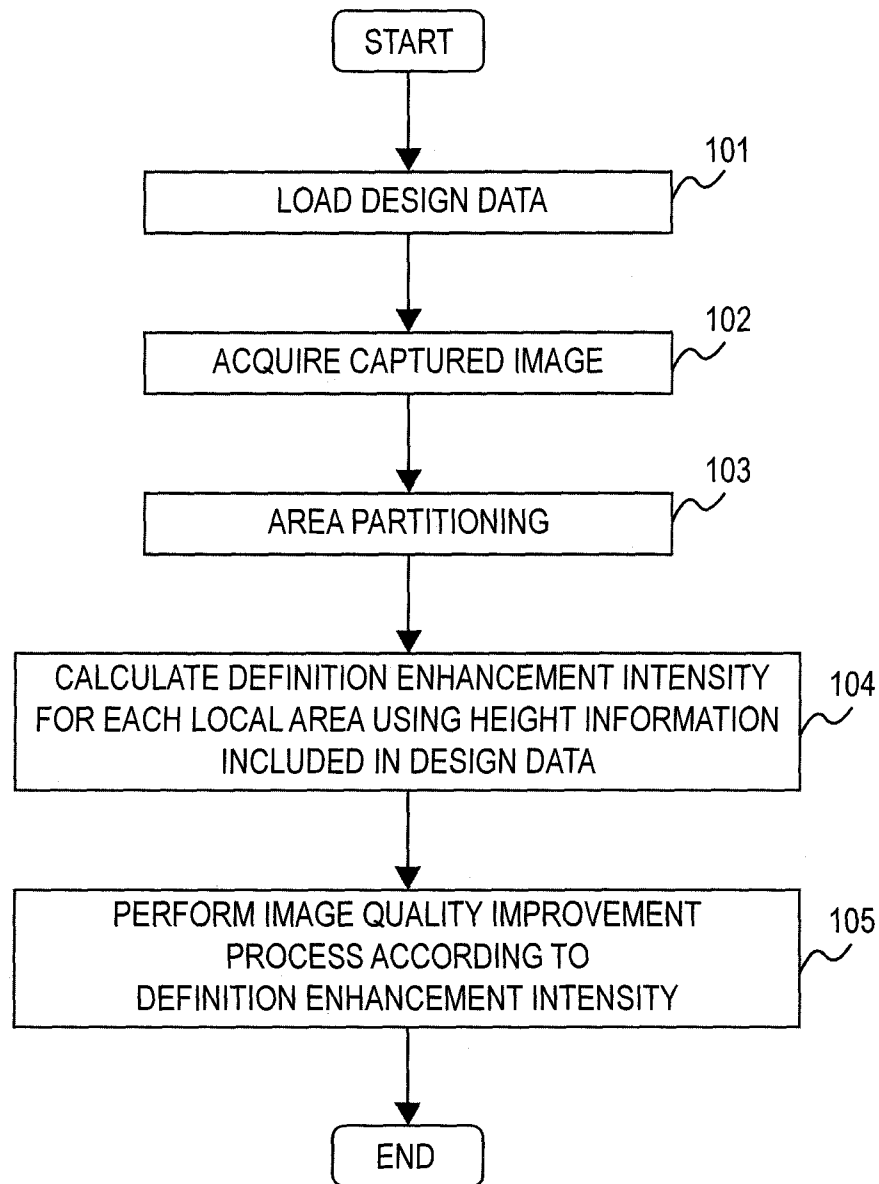 START
101
LOAD DESIGN DATA
102
ACQUIRE CAPTURED IMAGE
103
AREA PARTITIONING
CALCULATE DEFINITION ENHANCEMENT INTENSITY
FOR EACH LOCAL AREA USING HEIGHT INFORMATION
INCLUDED IN DESIGN DATA
104
PERFORM IMAGE QUALITY IMPROVEMENT
PROCESS ACCORDING TO
DEFINITION ENHANCEMENT INTENSITY
105
END